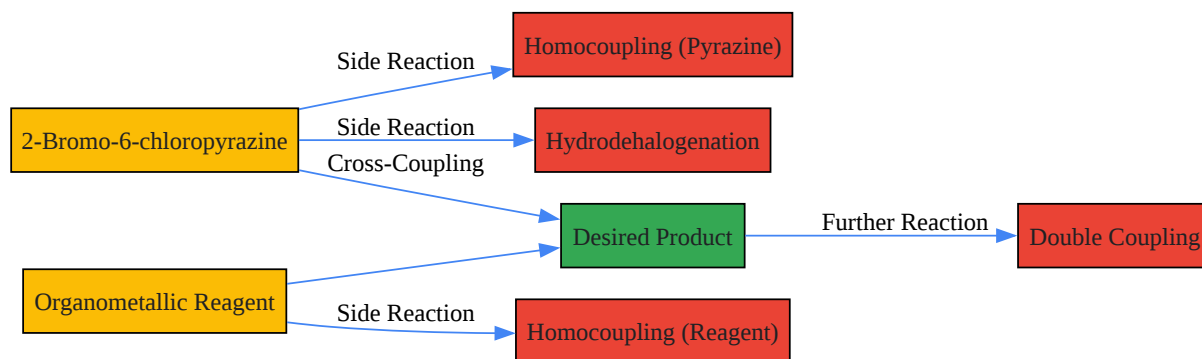 Homocoupling (Pyrazine)
Side Reaction
2-Bromo-6-chloropyrazine
Side Reaction
Hydrodehalogenation
Cross-Coupling
Desired Product
Further Reaction
Double Coupling
Organometallic Reagent
Side Reaction
Homocoupling (Reagent)